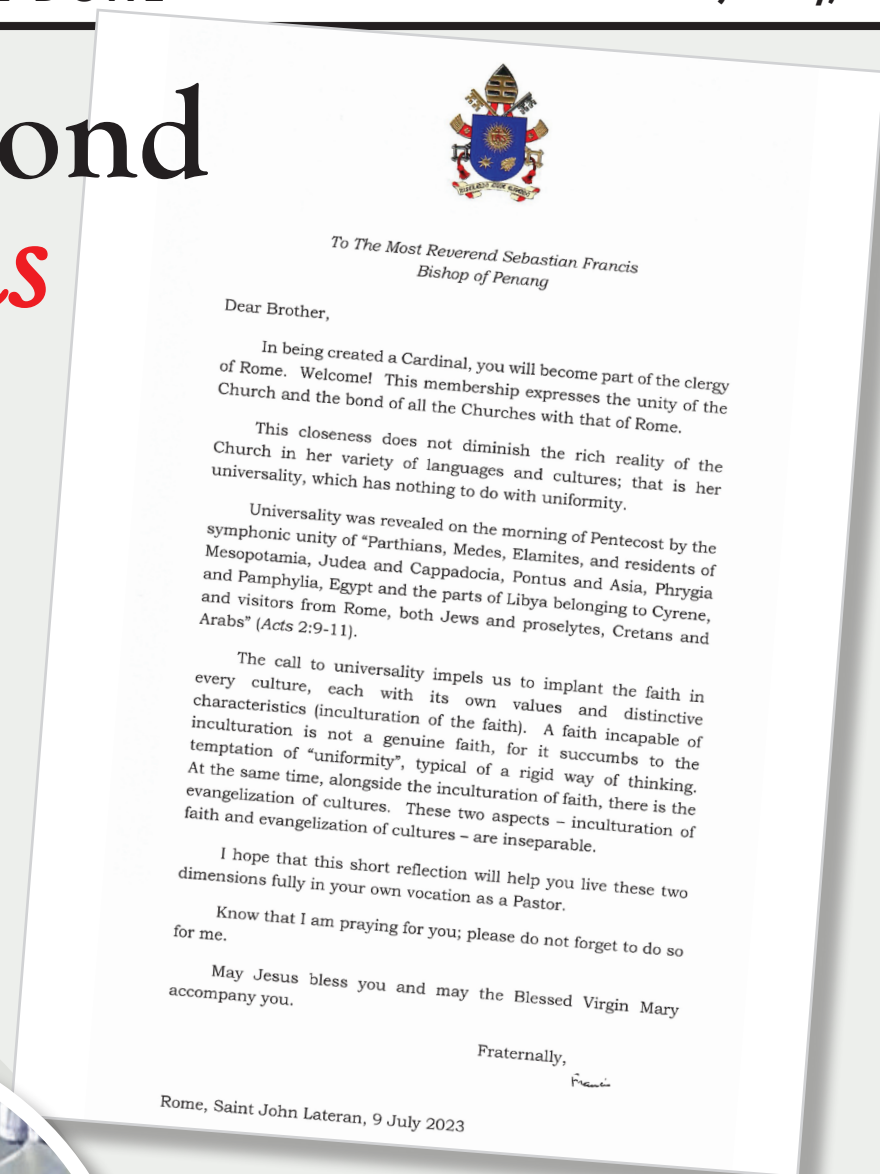 ond
s
To The Most Reverend Sebastian Francis
Bishop of Penang
Dear Brother,
In being created a Cardinal, you will become part of the clergy
of Rome. Welcome! This membership expresses the unity of the
Church and the bond of all the Churches with that of Rome.
This closeness does not diminish the rich reality of the
Church in her variety of languages and cultures; that is her
universality, which has nothing to do with uniformity.
Universality was revealed on the morning of Pentecost by the
symphonic unity of “Parthians, Medes, Elamites, and residents of
Mesopotamia, Judea and Cappadocia, Pontus and Asia, Phrygia
and Pamphylia, Egypt and the parts of Libya belonging to Cyrene,
and visitors from Rome, both Jews and proselytes, Cretans and
Arabs” (Acts 2:9-11).
The call to universality impels us to implant the faith in
every culture, each with its own values and distinctive
characteristics (inculturation of the faith). A faith incapable of
inculturation is not a genuine faith, for it succumbs to the
temptation of “uniformity”, typical of a rigid way of thinking.
At the same time, alongside the inculturation of faith, there is the
evangelization of cultures. These two aspects – inculturation of
faith and evangelization of cultures – are inseparable.
I hope that this short reflection will help you live these two
dimensions fully in your own vocation as a Pastor.
Know that I am praying for you; please do not forget to do so
for me.
May Jesus bless you and may the Blessed Virgin Mary
accompany you.
Fraternally,
Francis
Rome, Saint John Lateran, 9 July 2023